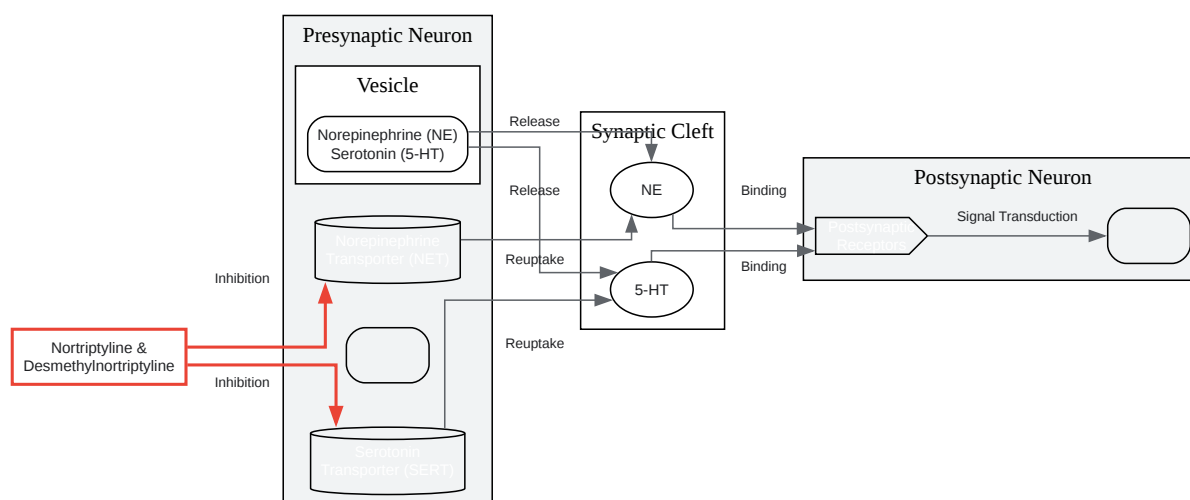 Presynaptic Neuron
Vesicle
Norepinephrine (NE)
Serotonin (5-HT)
Release
Synaptic Cleft
NE
Release
Binding
Postsynaptic Neuron
Postsynaptic
Receptors
Signal Transduction
Norepinephrine
Transporter (NET)
Reuptake
Binding
Inhibition
5-HT
Nortriptyline &
Desmethylnortriptyline
Reuptake
Inhibition
Serotonin
Transporter (SERT)